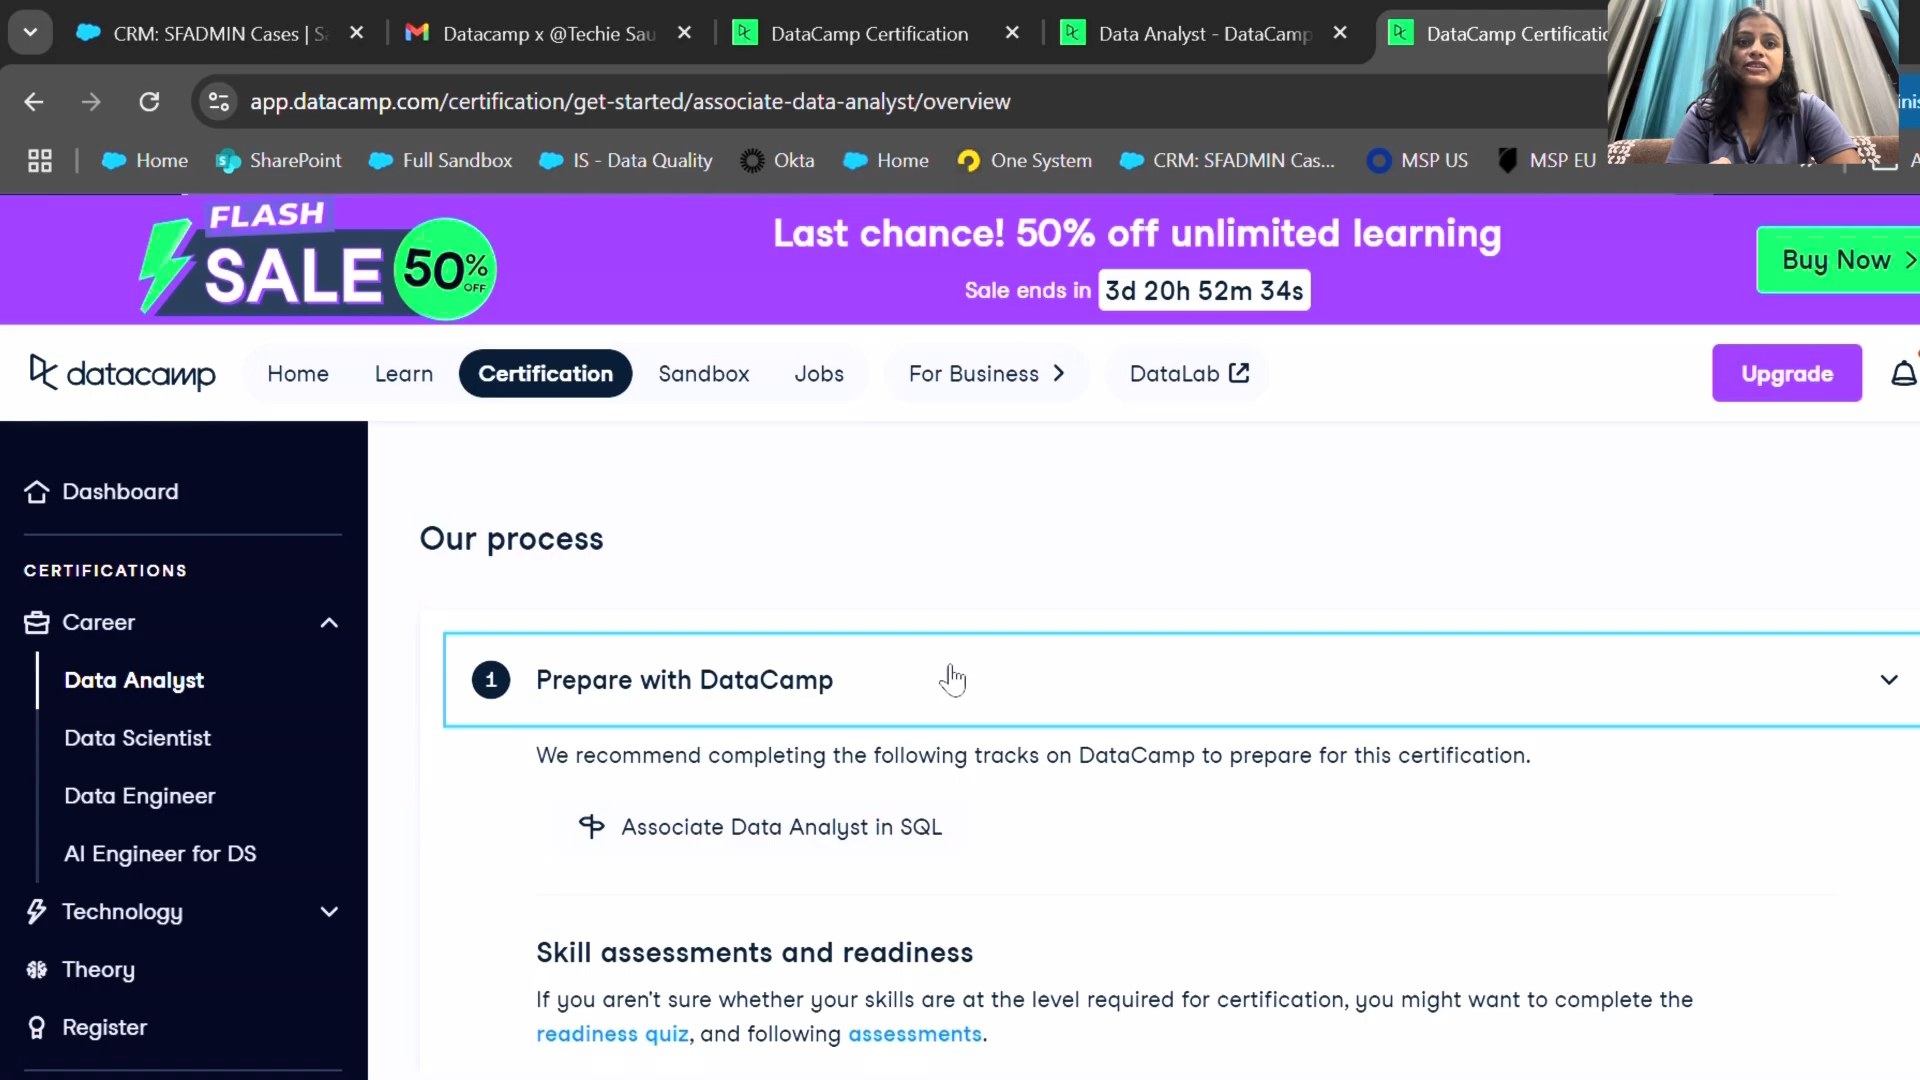 CRM: SFADMIN Cases | Sa
Datacamp x @Techie Sau
DataCamp Certification
Data Analyst - DataCamp
DataCamp Certificatio
app.datacamp.com/certification/get-started/associate-data-analyst/overview
Home
SharePoint
Full Sandbox
IS - Data Quality
Okta
Home
One System
CRM: SFADMIN Cas...
MSP US
MSP EU
FLASH
SALE
50%
OFF
Last chance! 50% off unlimited learning
Sale ends in 3d 20h 52m 34s
Buy Now
datacamp
Home
Learn
Certification
Sandbox
Jobs
For Business
DataLab
Upgrade
Dashboard
CERTIFICATIONS
Career
Data Analyst
Data Scientist
Data Engineer
AI Engineer for DS
Technology
Theory
Register
Our process
1 Prepare with DataCamp
We recommend completing the following tracks on DataCamp to prepare for this certification.
Associate Data Analyst in SQL
Skill assessments and readiness
If you aren't sure whether your skills are at the level required for certification, you might want to complete the
readiness quiz, and following assessments.